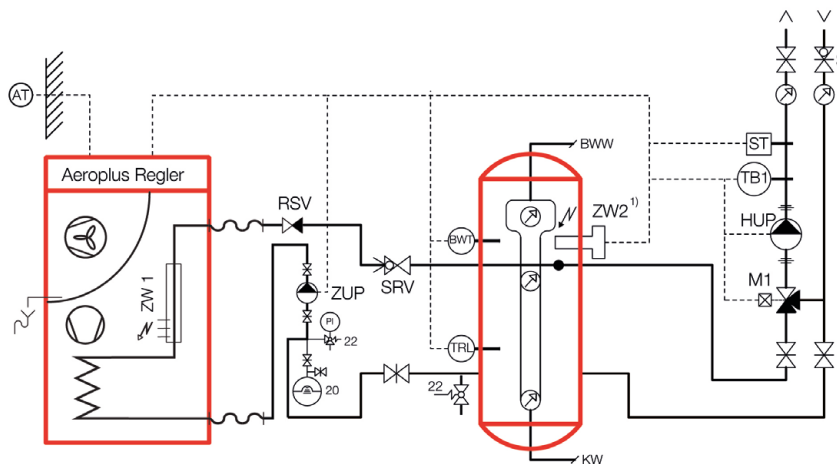 AT
Aeroplus Regler
ZW 1
RSV
ZUP
PI
22
20
SRV
22
BWW
BWT
TRL
ZW2 1)
KW
ST
TB1
HUP
M1